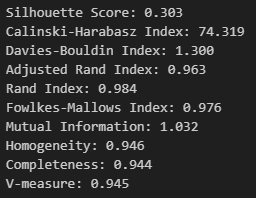 Silhouette Score: 0.303
Calinski-Harabasz Index: 74.319
Davies-Bouldin Index: 1.300
Adjusted Rand Index: 0.963
Rand Index: 0.984
Fowlkes-Mallows Index: 0.976
Mutual Information: 1.032
Homogeneity: 0.946
Completeness: 0.944
V-measure: 0.945